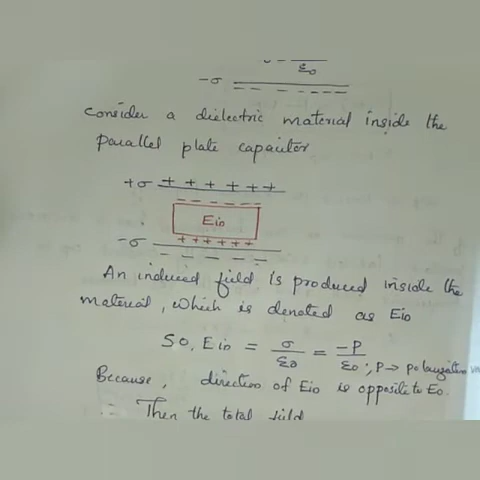 ε₀
-σ
— — — — — —
Consider a dielectric material inside the
parallel plate capacitor
+σ + + + + + +
— — — — — —
Ein
+ + + + + +
-σ
— — — — —
An induced field is produced inside the
material, which is denoted as Ein
So, Ein = σ/ε₀ = -P/ε₀, P → polarization
Because, direction of Ein is opposite to E₀.
Then the total field